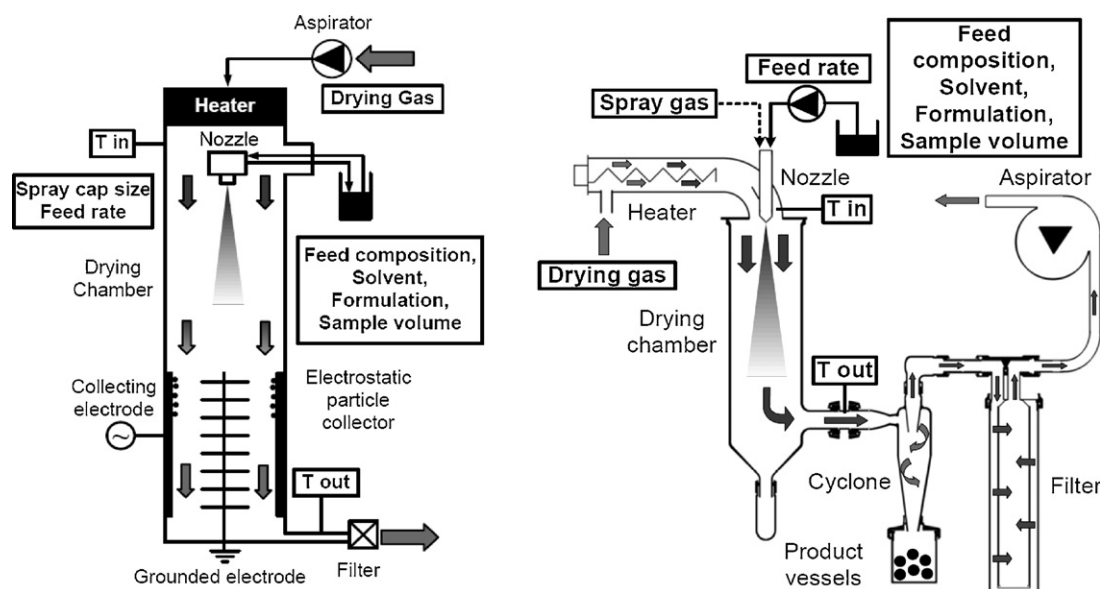 Aspirator
Drying Gas
Heater
T in
Nozzle
Spray cap size
Feed rate
Feed composition,
Solvent,
Formulation,
Sample volume
Drying
Chamber
Collecting
electrode
Electrostatic
particle
collector
T out
Grounded electrode
Filter
Feed rate
Spray gas
Feed
composition,
Solvent,
Formulation,
Sample volume
Nozzle
Aspirator
Heater
T in
Drying gas
Drying
chamber
T out
Cyclone
Filter
Product
vessels